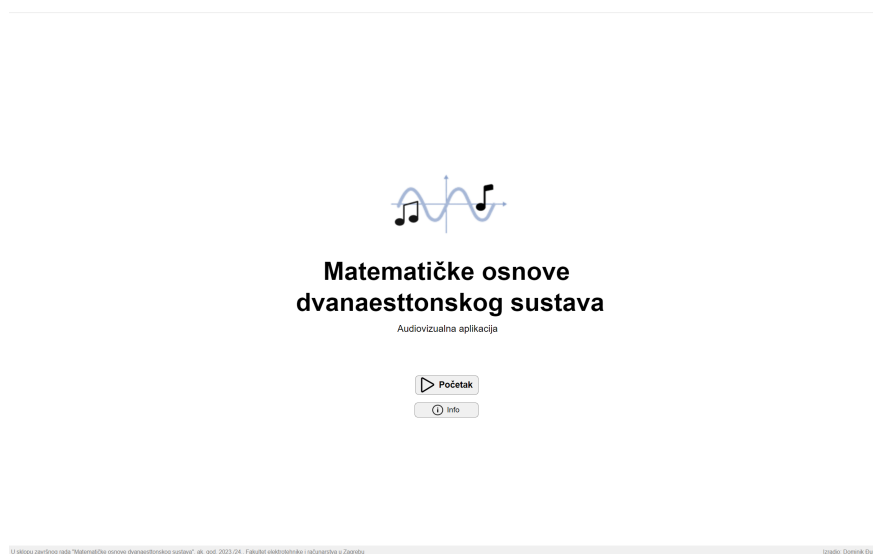 Matematičke osnove
dvanaesttonskog sustava
Audiovizualna aplikacija
Početak
Info
U sklopu završnog rada "Matematičke osnove dvanaesttonskog sustava", ak. god. 2023./24. Fakultet elektrotehnike i računarstva u Zagrebu
Izradio: Dominik